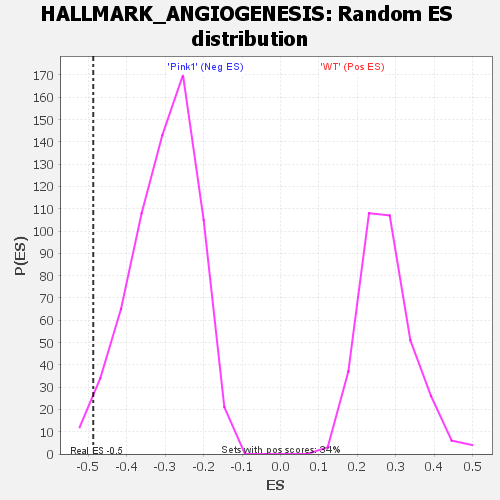 HALLMARK_ANGIOGENESIS: Random ES
distribution
'Pink1' (Neg ES) 'WT' (Pos ES)
170
160
150
140
130
120
110
100
90
80
70
60
50
40
30
20
10
0
P(ES)
Real ES -0.5 Sets with pos scores: 34%
-0.5 -0.4 -0.3 -0.2 -0.1 0.0 0.1 0.2 0.3 0.4 0.5
ES